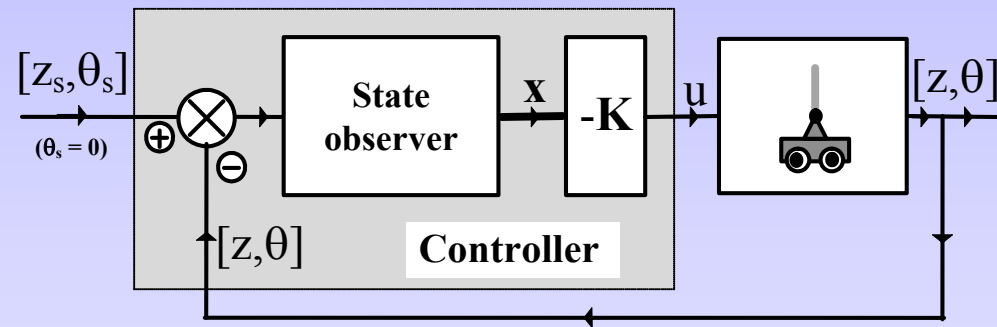 [zₛ,θₛ]
(θₛ = 0)
+
−
State
observer
x
-K
u
[z,θ]
[z,θ]
Controller